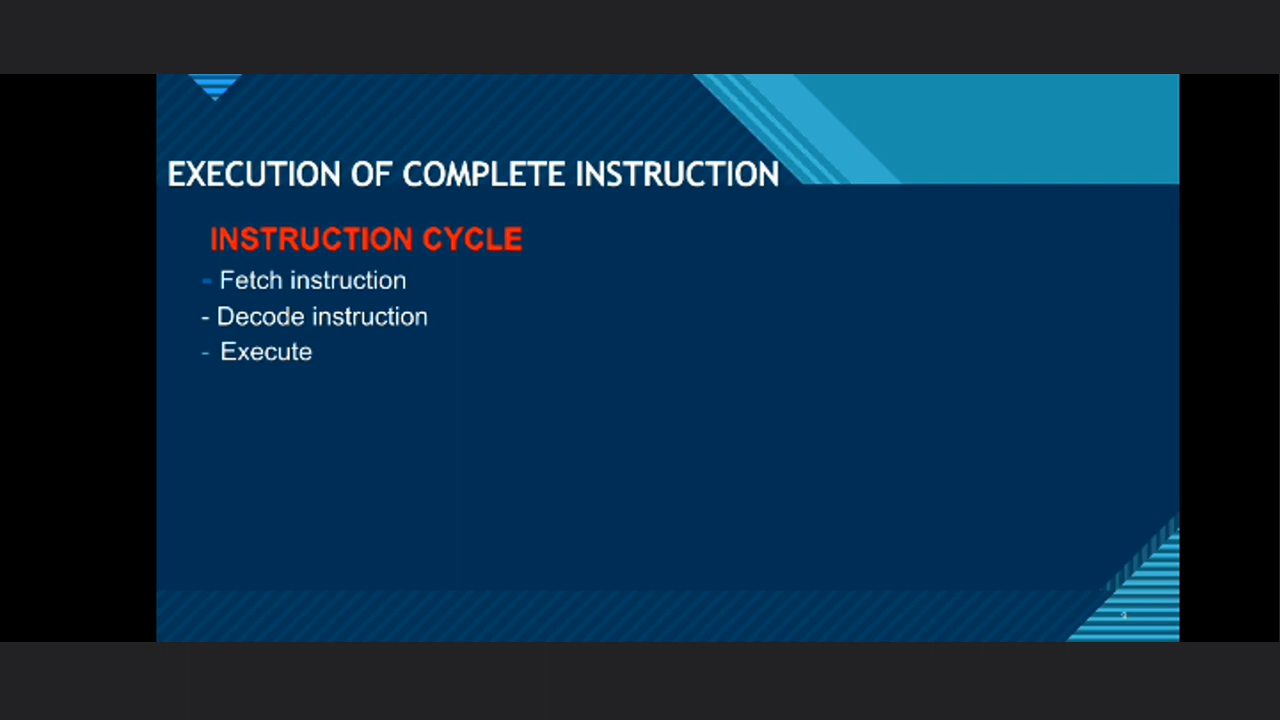 EXECUTION OF COMPLETE INSTRUCTION
INSTRUCTION CYCLE
- Fetch instruction
- Decode instruction
- Execute